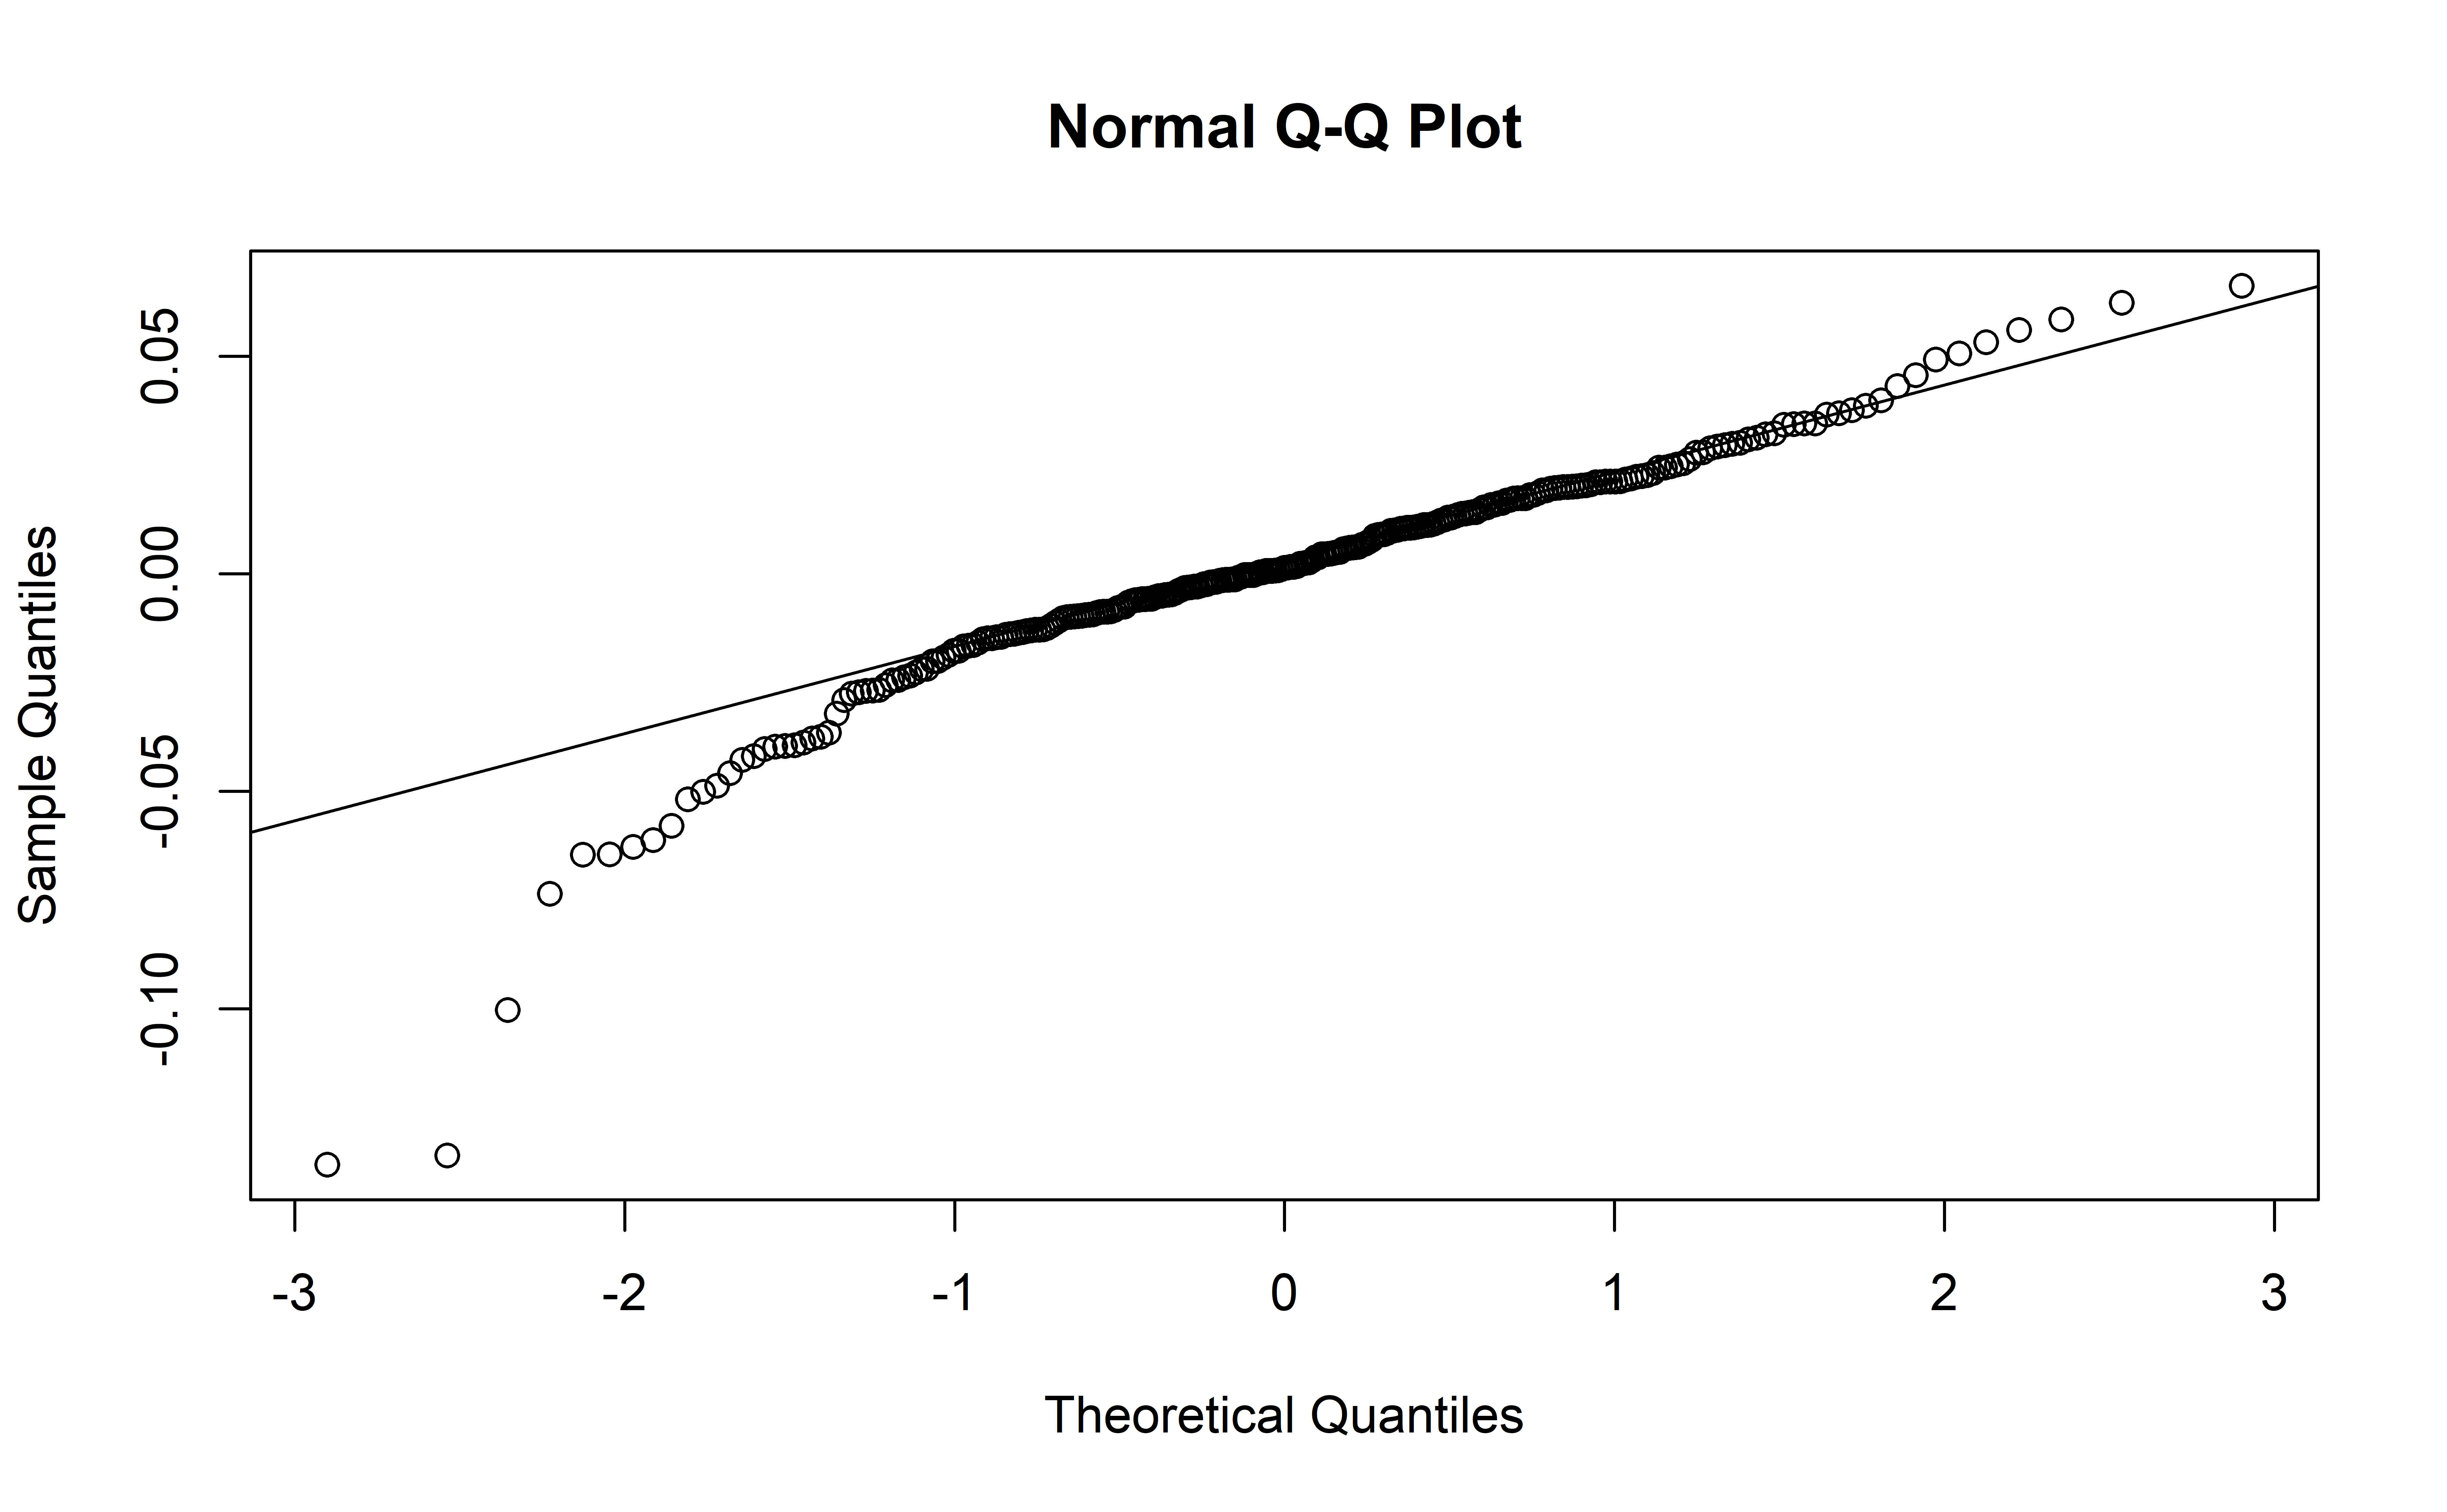 Normal Q-Q Plot
Sample Quantiles
0.05
0.00
-0.05
-0.10
-3 -2 -1 0 1 2 3
Theoretical Quantiles